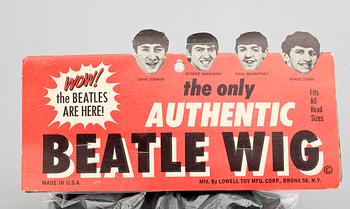 JOHN LENNON
GEORGE HARRISON
PAUL McCARTNEY
RINGO STARR
WOW!
the BEATLES
ARE HERE!
the only
AUTHENTIC
BEATLE WIG ©
Fits
All
Head
Sizes
MADE IN U.S.A.
Mfd. By LOWELL TOY MFG. CORP., BRONX 56, N.Y.